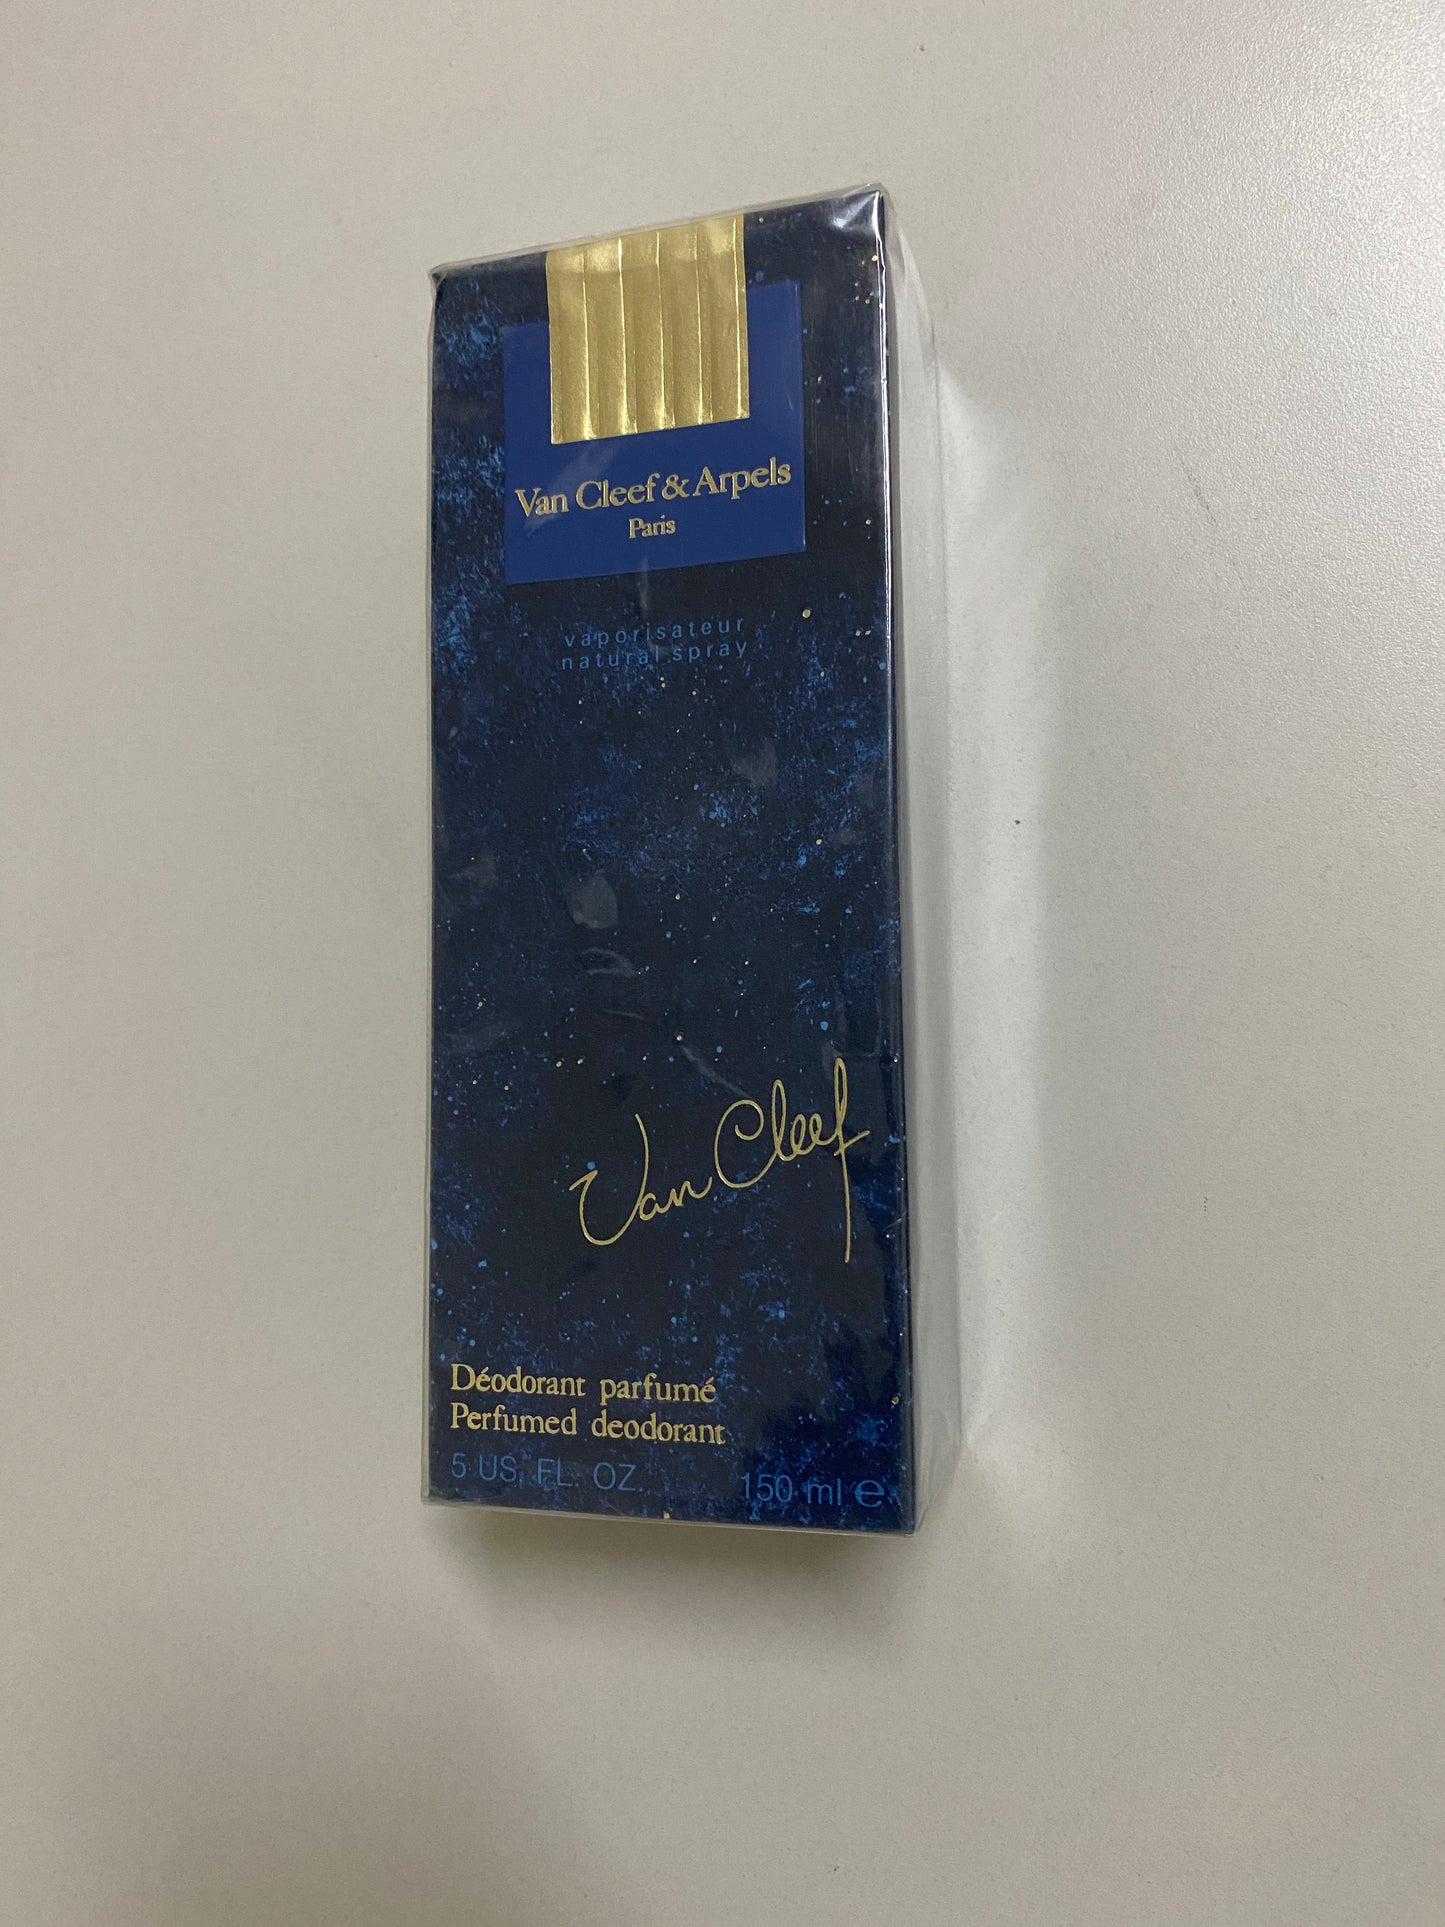 Van Cleef & Arpels
Paris
vaporisateur
natural spray
Van Cleef
Déodorant parfumé
Perfumed deodorant
5 US. FL. OZ. 150 ml ℮